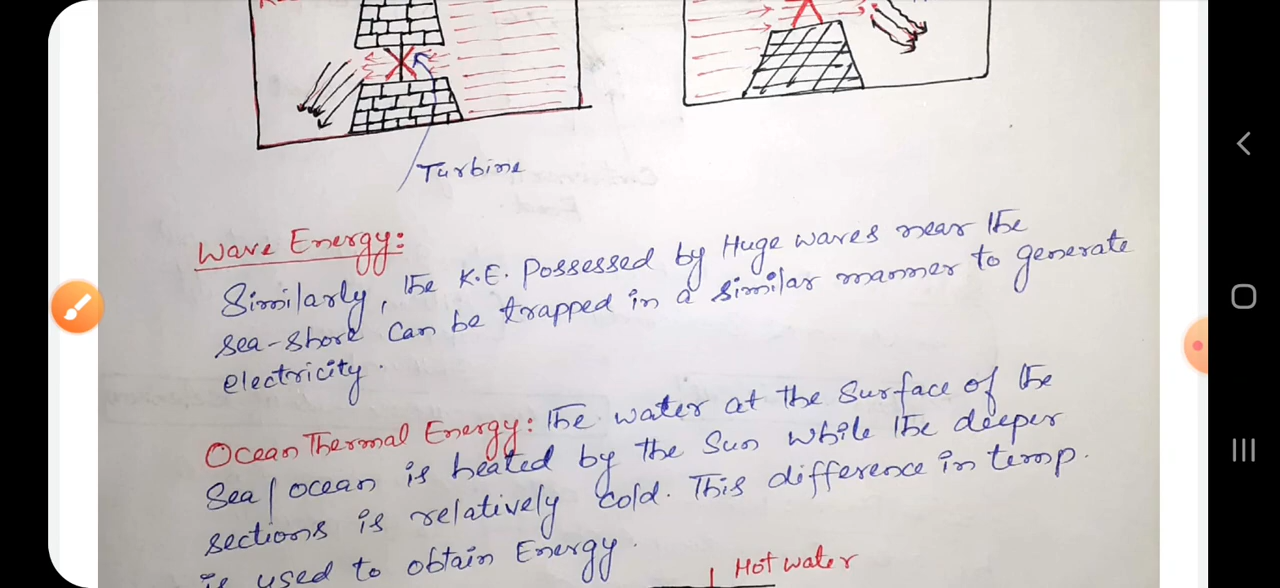 Turbine
Wave Energy:
Similarly, the K.E. Possessed by Huge waves near the
sea-shore can be trapped in a similar manner to generate
electricity.
Ocean Thermal Energy: The water at the surface of the
Sea/ocean is heated by the Sun while the deeper
sections is relatively cold. This difference in temp.
is used to obtain Energy.
Hot water